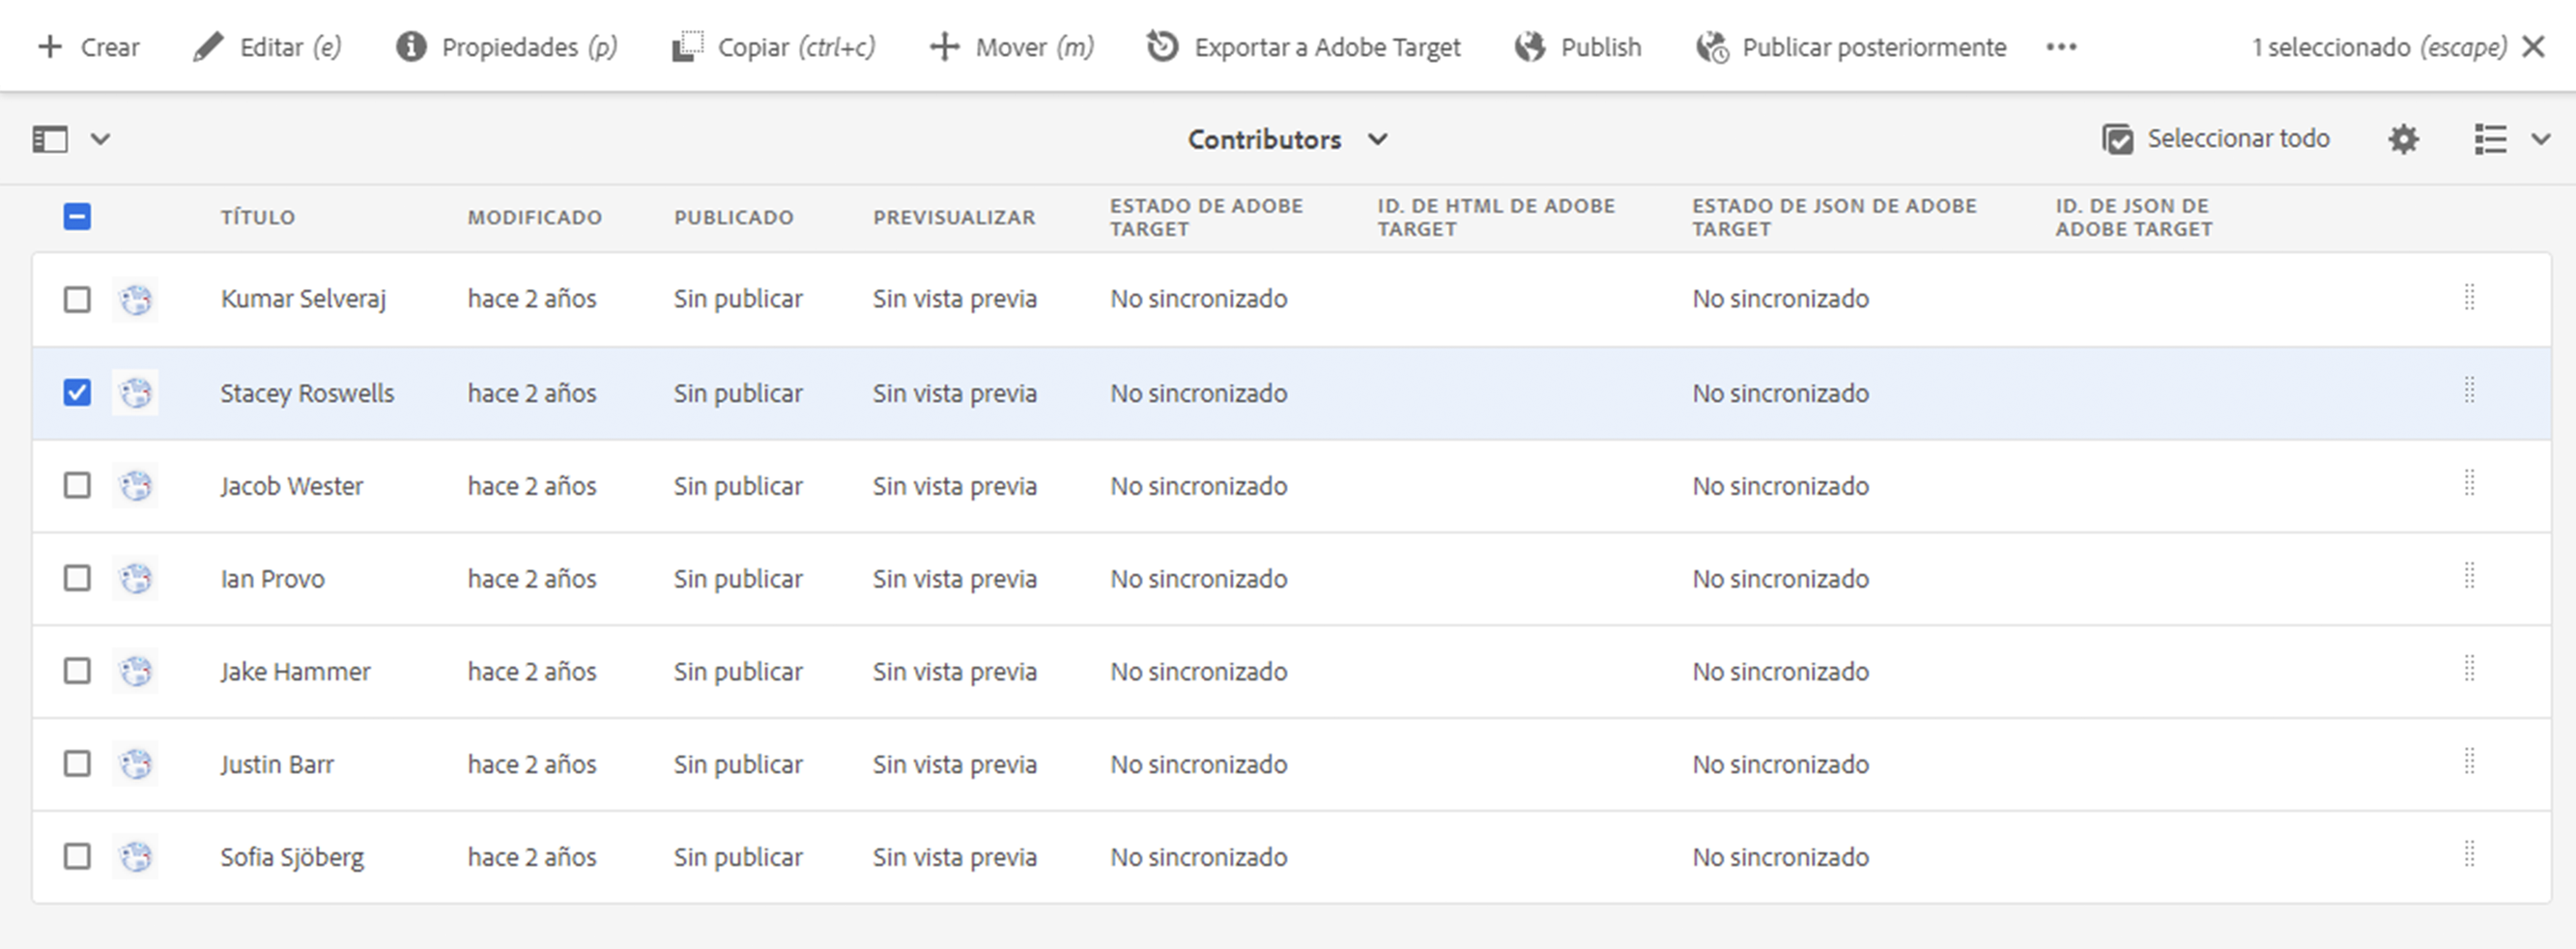 Crear Editar (e) Propiedades (p) Copiar (ctrl+c) Mover (m) Exportar a Adobe Target Publish Publicar posteriormente 1 seleccionado (escape)
Contributors Seleccionar todo
TÍTULO MODIFICADO PUBLICADO PREVISUALIZAR ESTADO DE ADOBE TARGET ID. DE HTML DE ADOBE TARGET ESTADO DE JSON DE ADOBE TARGET ID. DE JSON DE ADOBE TARGET
Kumar Selveraj hace 2 años Sin publicar Sin vista previa No sincronizado No sincronizado
Stacey Roswells hace 2 años Sin publicar Sin vista previa No sincronizado No sincronizado
Jacob Wester hace 2 años Sin publicar Sin vista previa No sincronizado No sincronizado
Ian Provo hace 2 años Sin publicar Sin vista previa No sincronizado No sincronizado
Jake Hammer hace 2 años Sin publicar Sin vista previa No sincronizado No sincronizado
Justin Barr hace 2 años Sin publicar Sin vista previa No sincronizado No sincronizado
Sofia Sjöberg hace 2 años Sin publicar Sin vista previa No sincronizado No sincronizado